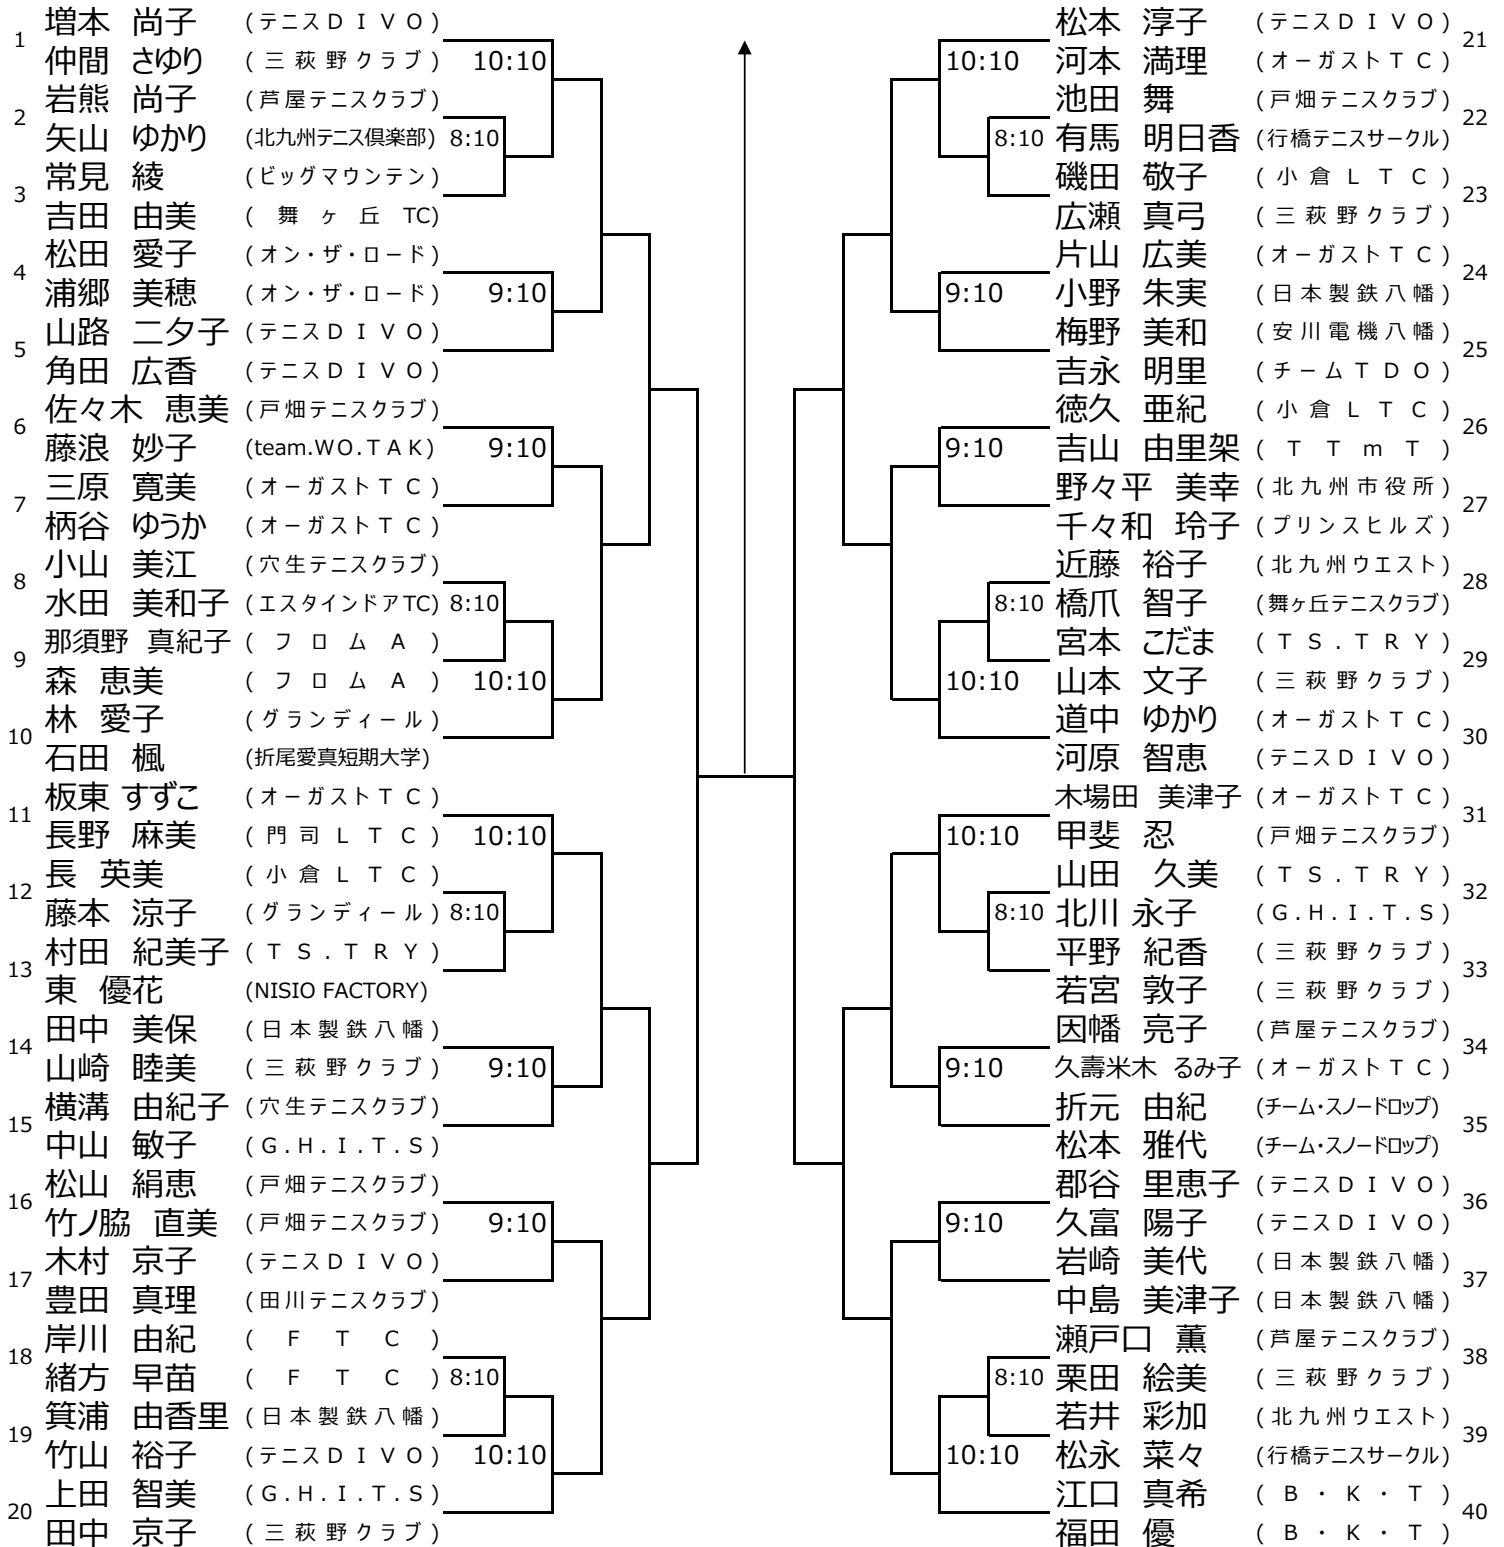 増本 尚子 (テニスＤＩＶＯ)
1
仲間 さゆり (三萩野クラブ) 10:10
岩熊 尚子 (芦屋テニスクラブ)
2
矢山 ゆかり (北九州テニス倶楽部) 8:10
常見 綾 (ビッグマウンテン)
3
吉田 由美 (舞ヶ丘TC)
松田 愛子 (オン・ザ・ロード)
4
浦郷 美穂 (オン・ザ・ロード) 9:10
山路 二夕子 (テニスＤＩＶＯ)
5
角田 広香 (テニスＤＩＶＯ)
佐々木 恵美 (戸畑テニスクラブ)
6
藤浪 妙子 (team.WO.TAK) 9:10
三原 寛美 (オーガストＴＣ)
7
柄谷 ゆうか (オーガストＴＣ)
小山 美江 (穴生テニスクラブ)
8
水田 美和子 (エスタインドアTC) 8:10
那須野 真紀子 (フロムＡ)
9
森 恵美 (フロムＡ) 10:10
林 愛子 (グランディール)
10
石田 楓 (折尾愛真短期大学)
板東 すずこ (オーガストＴＣ)
11
長野 麻美 (門司ＬＴＣ) 10:10
長 英美 (小倉ＬＴＣ)
12
藤本 涼子 (グランディール) 8:10
村田 紀美子 (ＴＳ.ＴＲＹ)
13
東 優花 (NISIO FACTORY)
田中 美保 (日本製鉄八幡)
14
山崎 睦美 (三萩野クラブ) 9:10
横溝 由紀子 (穴生テニスクラブ)
15
中山 敏子 (G.H.I.T.S)
松山 絹恵 (戸畑テニスクラブ)
16
竹ノ脇 直美 (戸畑テニスクラブ) 9:10
木村 京子 (テニスＤＩＶＯ)
17
豊田 真理 (田川テニスクラブ)
岸川 由紀 (ＦＴＣ)
18
緒方 早苗 (ＦＴＣ) 8:10
箕浦 由香里 (日本製鉄八幡)
19
竹山 裕子 (テニスＤＩＶＯ) 10:10
上田 智美 (G.H.I.T.S)
20
田中 京子 (三萩野クラブ)
松本 淳子 (テニスＤＩＶＯ)
21
10:10 河本 満理 (オーガストＴＣ)
池田 舞 (戸畑テニスクラブ)
22
8:10 有馬 明日香 (行橋テニスサークル)
磯田 敬子 (小倉ＬＴＣ)
23
広瀬 真弓 (三萩野クラブ)
片山 広美 (オーガストＴＣ)
24
9:10 小野 朱実 (日本製鉄八幡)
梅野 美和 (安川電機八幡)
25
吉永 明里 (チームＴＤＯ)
徳久 亜紀 (小倉ＬＴＣ)
26
9:10 吉山 由里架 (ＴＴｍＴ)
野々平 美幸 (北九州市役所)
27
千々和 玲子 (プリンスヒルズ)
近藤 裕子 (北九州ウエスト)
28
8:10 橋爪 智子 (舞ヶ丘テニスクラブ)
宮本 こだま (ＴＳ.ＴＲＹ)
29
10:10 山本 文子 (三萩野クラブ)
道中 ゆかり (オーガストＴＣ)
30
河原 智恵 (テニスＤＩＶＯ)
木場田 美津子 (オーガストＴＣ)
31
10:10 甲斐 忍 (戸畑テニスクラブ)
山田 久美 (ＴＳ.ＴＲＹ)
32
8:10 北川 永子 (G.H.I.T.S)
平野 紀香 (三萩野クラブ)
33
若宮 敦子 (三萩野クラブ)
因幡 亮子 (芦屋テニスクラブ)
34
9:10 久壽米木 るみ子 (オーガストＴＣ)
折元 由紀 (チーム・スノードロップ)
35
松本 雅代 (チーム・スノードロップ)
郡谷 里恵子 (テニスＤＩＶＯ)
36
9:10 久富 陽子 (テニスＤＩＶＯ)
岩崎 美代 (日本製鉄八幡)
37
中島 美津子 (日本製鉄八幡)
瀬戸口 薫 (芦屋テニスクラブ)
38
8:10 栗田 絵美 (三萩野クラブ)
若井 彩加 (北九州ウエスト)
39
10:10 松永 菜々 (行橋テニスサークル)
江口 真希 (Ｂ・Ｋ・Ｔ)
40
福田 優 (Ｂ・Ｋ・Ｔ)